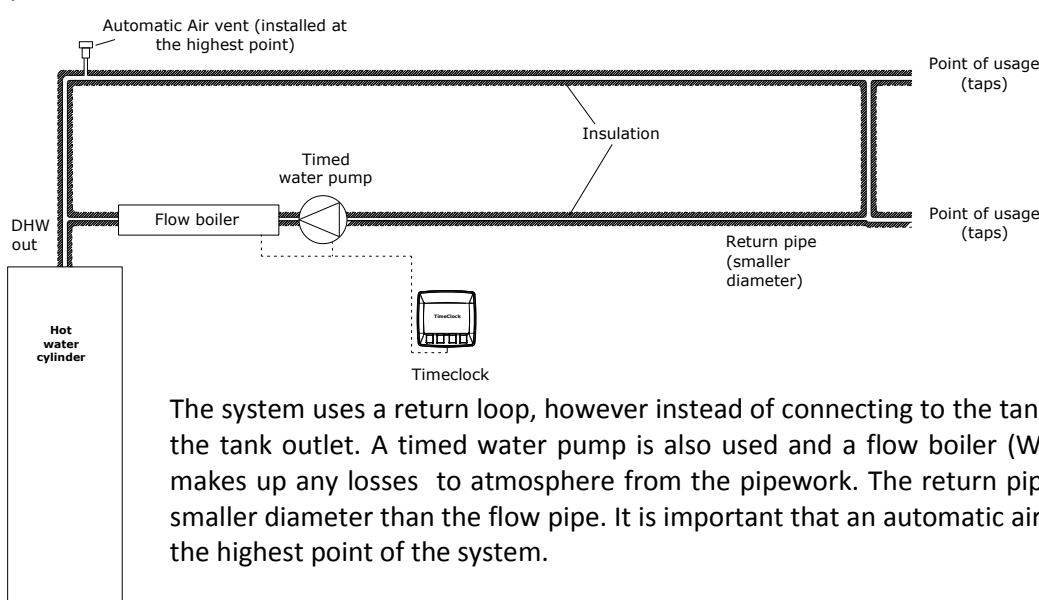 Automatic Air vent (installed at
the highest point)
Point of usage
(taps)
Insulation
Timed
water pump
DHW
out
Flow boiler
Point of usage
(taps)
Return pipe
(smaller
diameter)
Hot
water
cylinder
TimeClock
Timeclock
The system uses a return loop, however instead of connecting to the tan
the tank outlet. A timed water pump is also used and a flow boiler (W
makes up any losses to atmosphere from the pipework. The return pip
smaller diameter than the flow pipe. It is important that an automatic air
the highest point of the system.